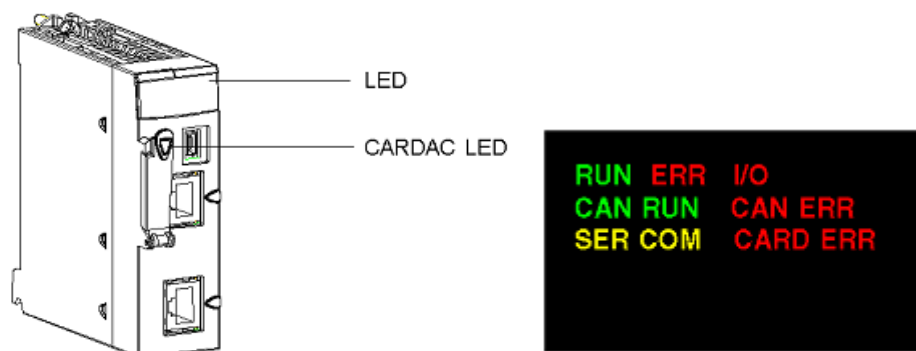 LED
CARDAC LED
RUN ERR I/O
CAN RUN CAN ERR
SER COM CARD ERR